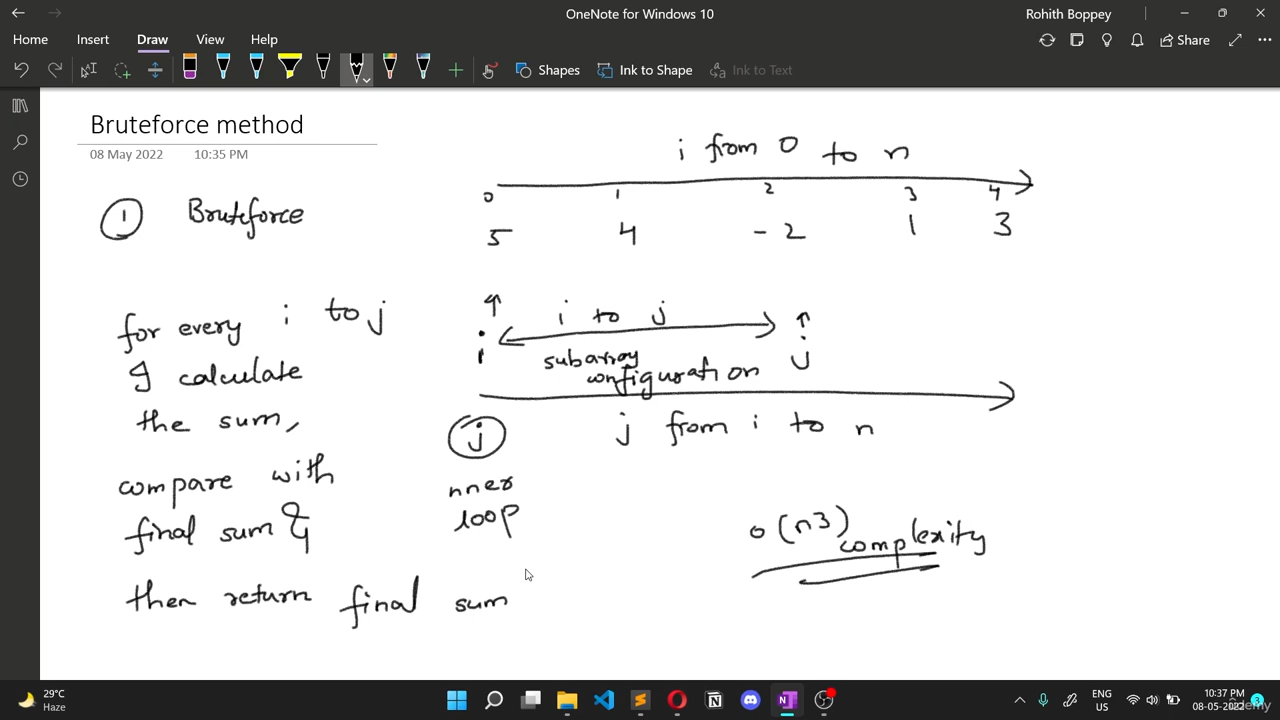 OneNote for Windows 10
Rohith Boppey
Home Insert Draw View Help
Shapes Ink to Shape Ink to Text Share
Bruteforce method
08 May 2022 10:35 PM
i from 0 to n
0 1 2 3 4
5 4 -2 1 3
① Bruteforce
for every i to j
I calculate
the sum,
compare with
final sum &
then return final sum
i to j
i j
subarray
configuration
j from i to n
j
nner
loop
o(n3)
complexity
29°C
Haze
ENG
US
10:37 PM
08-05-2022
3
Udemy